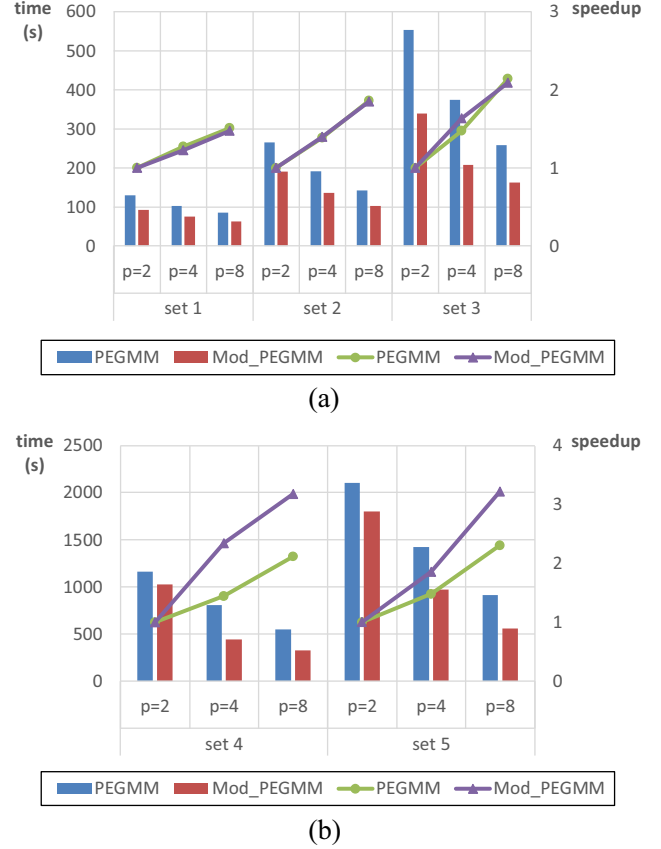 time (s)
speedup
600
3
500
400
2
300
200
1
100
0
0
p=2 p=4 p=8 p=2 p=4 p=8 p=2 p=4 p=8
set 1 set 2 set 3
PEGMM Mod_PEGMM PEGMM Mod_PEGMM
(a)
time (s)
speedup
2500
4
2000
3
1500
2
1000
1
500
0
0
p=2 p=4 p=8 p=2 p=4 p=8
set 4 set 5
PEGMM Mod_PEGMM PEGMM Mod_PEGMM
(b)